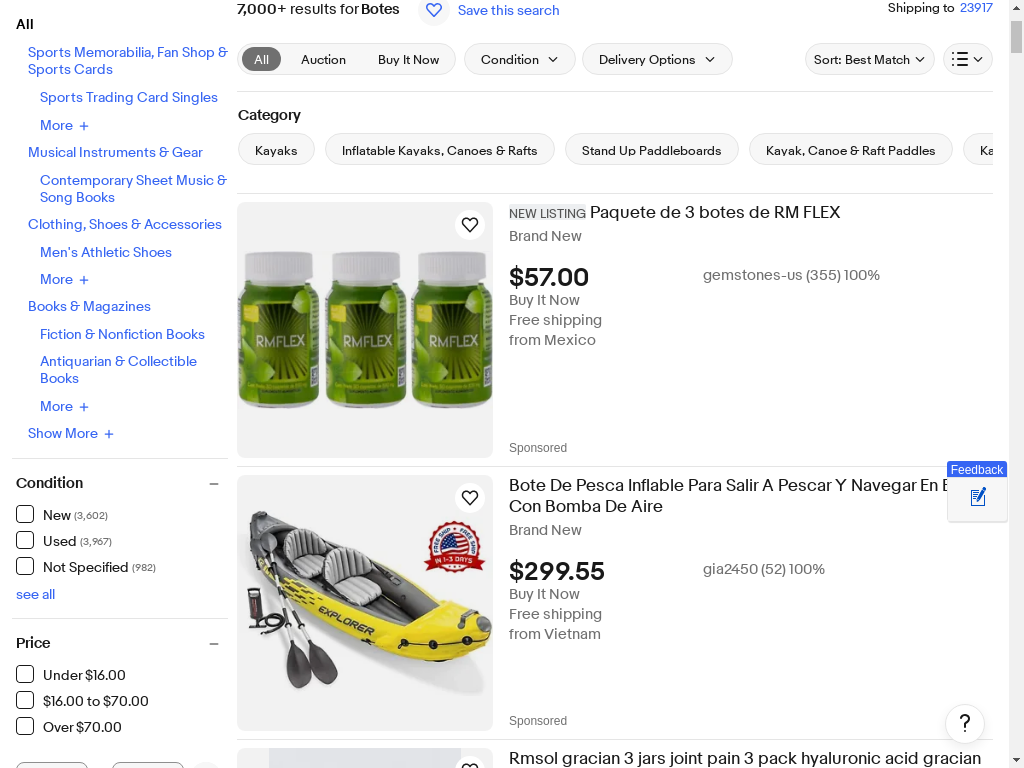 All
Sports Memorabilia, Fan Shop &
Sports Cards
Sports Trading Card Singles
More +
Musical Instruments & Gear
Contemporary Sheet Music &
Song Books
Clothing, Shoes & Accessories
Men's Athletic Shoes
More +
Books & Magazines
Fiction & Nonfiction Books
Antiquarian & Collectible
Books
More +
Show More +
Condition
New (3,602)
Used (3,967)
Not Specified (982)
see all
Price
Under $16.00
$16.00 to $70.00
Over $70.00
7,000+ results for Botes
Save this search
Shipping to 23917
All
Auction
Buy It Now
Condition
Delivery Options
Sort: Best Match
Category
Kayaks
Inflatable Kayaks, Canoes & Rafts
Stand Up Paddleboards
Kayak, Canoe & Raft Paddles
Ka
RMFLEX
RMFLEX
RMFLEX
NEW LISTING Paquete de 3 botes de RM FLEX
Brand New
$57.00
gemstones-us (355) 100%
Buy It Now
Free shipping
from Mexico
Sponsored
Feedback
FREE SHIP FREE SHIP
IN 1-3 DAYS
EXPLORER
Bote De Pesca Inflable Para Salir A Pescar Y Navegar En E
Con Bomba De Aire
Brand New
$299.55
gia2450 (52) 100%
Buy It Now
Free shipping
from Vietnam
Sponsored
?
Rmsol gracian 3 jars joint pain 3 pack hyaluronic acid gracian